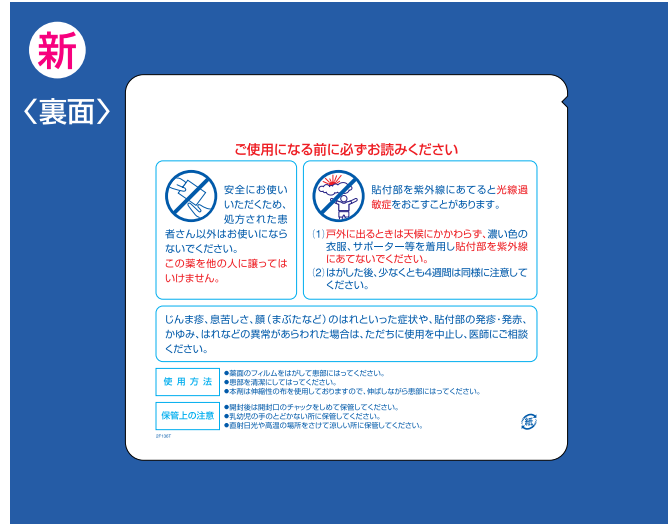 新
〈裏面〉
ご使用になる前に必ずお読みください
安全にお使い
いただくため、
処方された患
者さん以外はお使いになら
ないでください。
この薬を他の人に譲っては
いけません。
貼付部を紫外線にあてると光線過
敏症をおこすことがあります。
(1)戸外に出るときは天候にかかわらず、濃い色の
衣服、サポーター等を着用し貼付部を紫外線
にあてないでください。
(2)はがした後、少なくとも4週間は同様に注意して
ください。
じんま疹、息苦しさ、顔(まぶたなど)のはれといった症状や、貼付部の発疹・発赤、
かゆみ、はれなどの異常があらわれた場合は、ただちに使用を中止し、医師にご相談
ください。
使用方法
●薬面のフィルムをはがして患部にはってください。
●患部を清潔にしてはってください。
●本剤は伸縮性の布を使用しておりますので、伸ばしながら患部にはってください。
保管上の注意
●開封後は開封口のチャックをしめて保管してください。
●乳幼児の手のとどかない所に保管してください。
●直射日光や高温の場所をさけて涼しい所に保管してください。
紙